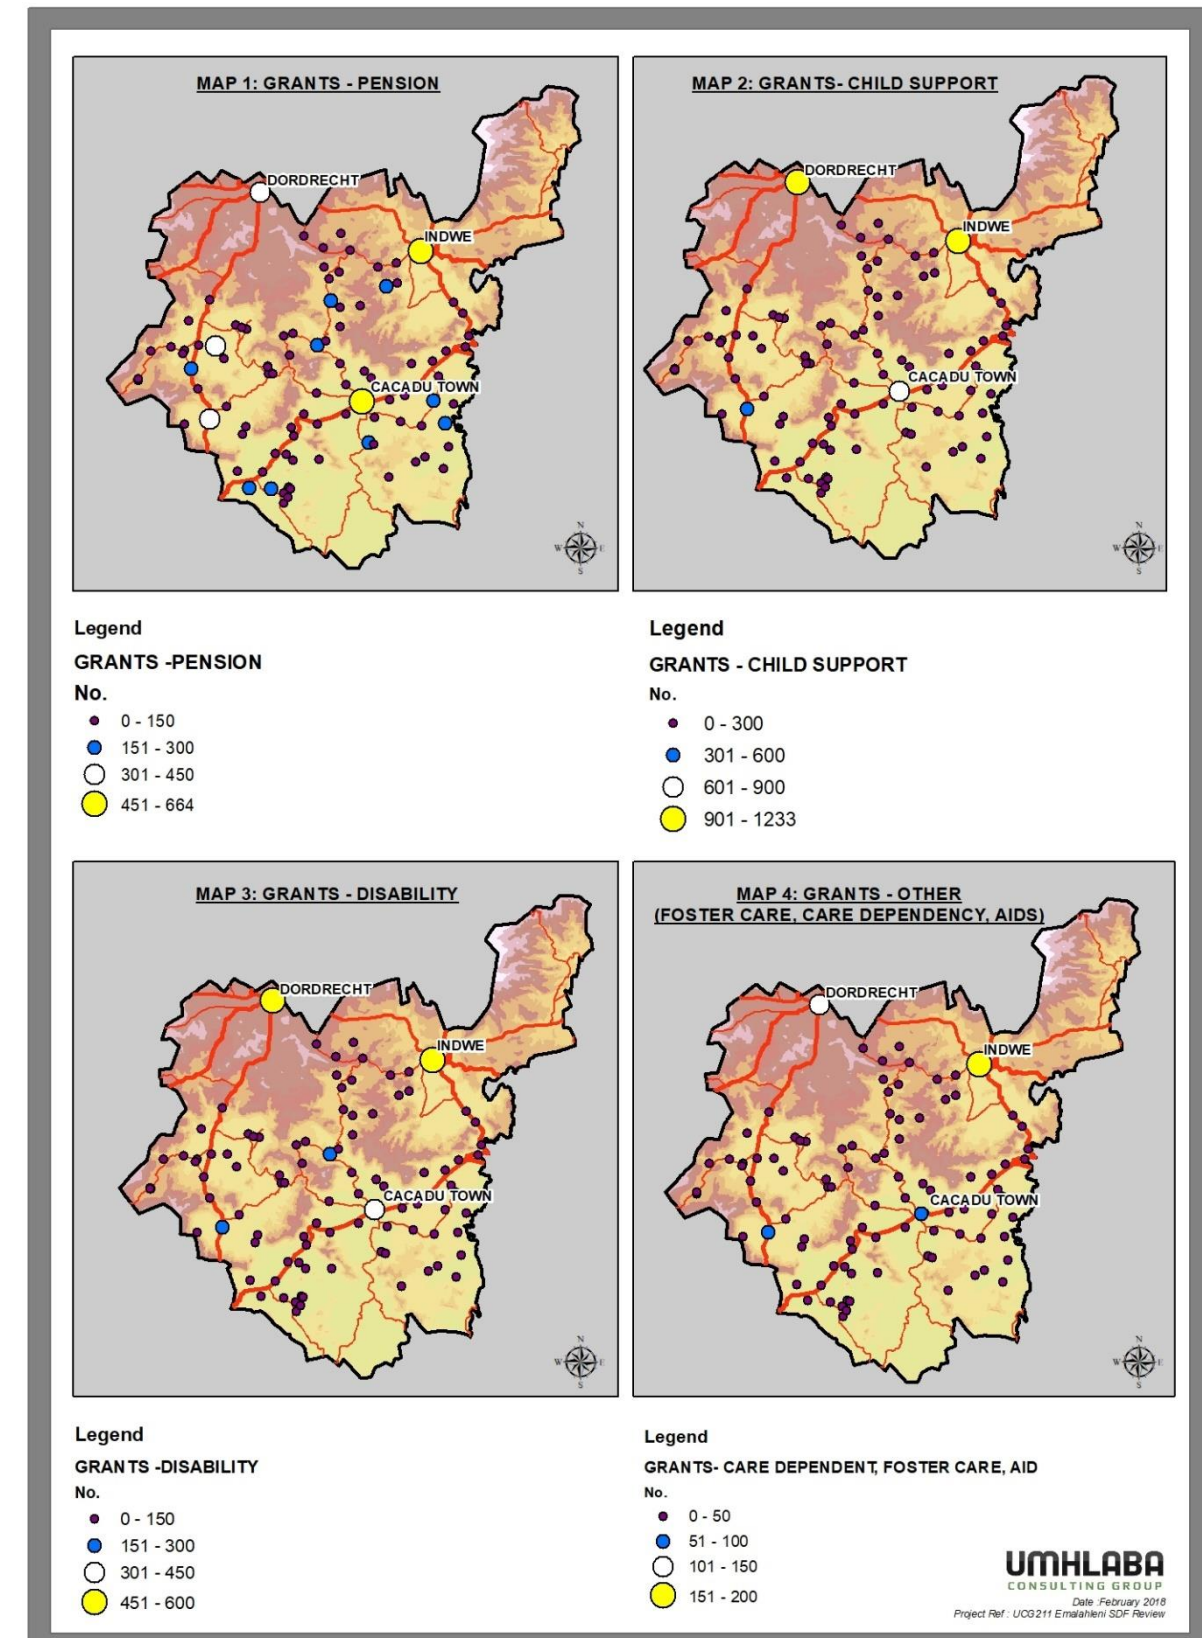 MAP 1: GRANTS - PENSION
DORDRECHT
INDWE
CACADU TOWN
N
W E
S
MAP 2: GRANTS- CHILD SUPPORT
DORDRECHT
INDWE
CACADU TOWN
N
W E
S
Legend
GRANTS -PENSION
No.
0 - 150
151 - 300
301 - 450
451 - 664
Legend
GRANTS - CHILD SUPPORT
No.
0 - 300
301 - 600
601 - 900
901 - 1233
MAP 3: GRANTS - DISABILITY
DORDRECHT
INDWE
CACADU TOWN
N
W E
S
MAP 4: GRANTS - OTHER
(FOSTER CARE, CARE DEPENDENCY, AIDS)
DORDRECHT
INDWE
CACADU TOWN
N
W E
S
Legend
GRANTS -DISABILITY
No.
0 - 150
151 - 300
301 - 450
451 - 600
Legend
GRANTS- CARE DEPENDENT, FOSTER CARE, AID
No.
0 - 50
51 - 100
101 - 150
151 - 200
UMHLABA
CONSULTING GROUP
Date :February 2018
Project Ref : UCG211 Emalahleni SDF Review